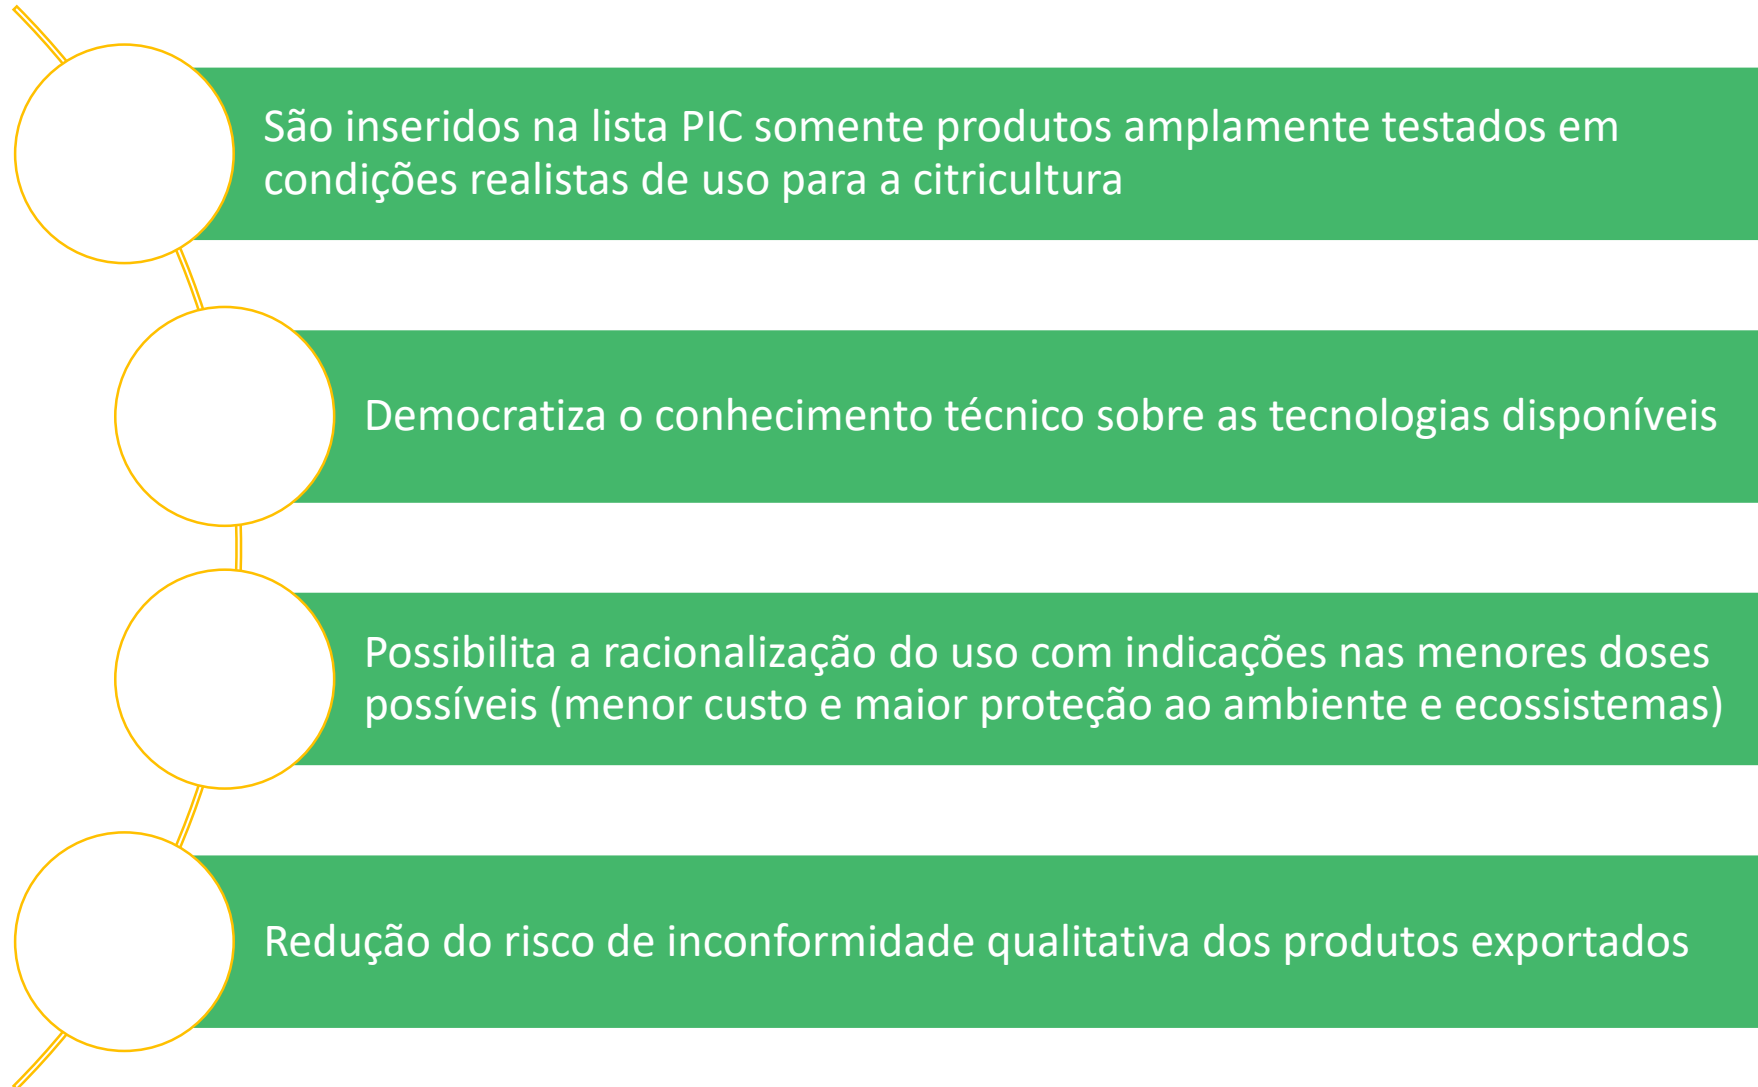 São inseridos na lista PIC somente produtos amplamente testados em
condições realistas de uso para a citricultura
Democratiza o conhecimento técnico sobre as tecnologias disponíveis
Possibilita a racionalização do uso com indicações nas menores doses
possíveis (menor custo e maior proteção ao ambiente e ecossistemas)
Redução do risco de inconformidade qualitativa dos produtos exportados